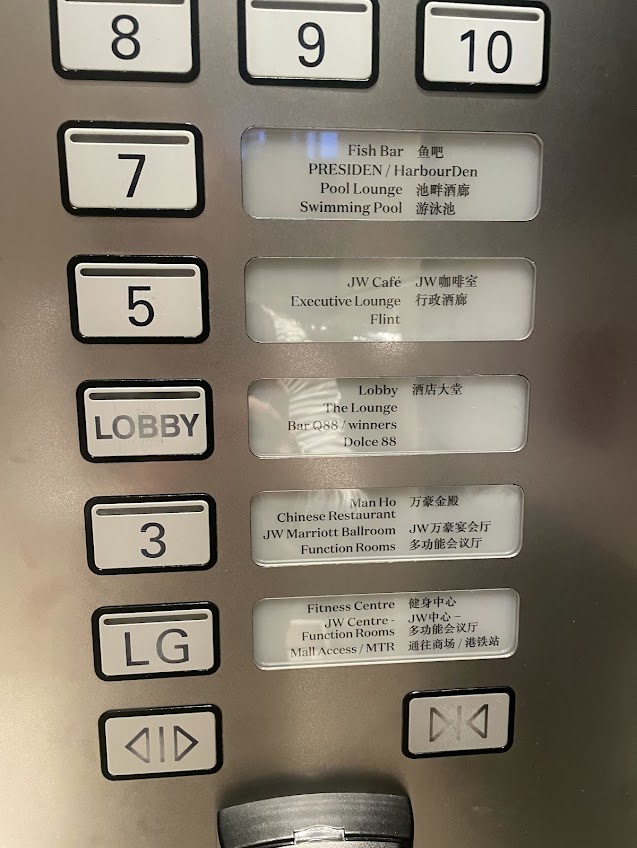 8
9
10
7
Fish Bar 鱼吧
PRESIDEN / HarbourDen
Pool Lounge 池畔酒廊
Swimming Pool 游泳池
5
JW Café JW咖啡室
Executive Lounge 行政酒廊
Flint
LOBBY
Lobby 酒店大堂
The Lounge
Bar Q88 / winners
Dolce 88
3
Man Ho 万豪金殿
Chinese Restaurant
JW Marriott Ballroom JW万豪宴会厅
Function Rooms 多功能会议厅
LG
Fitness Centre 健身中心
JW Centre - JW中心 –
Function Rooms 多功能会议厅
Mall Access / MTR 通往商场 / 港铁站